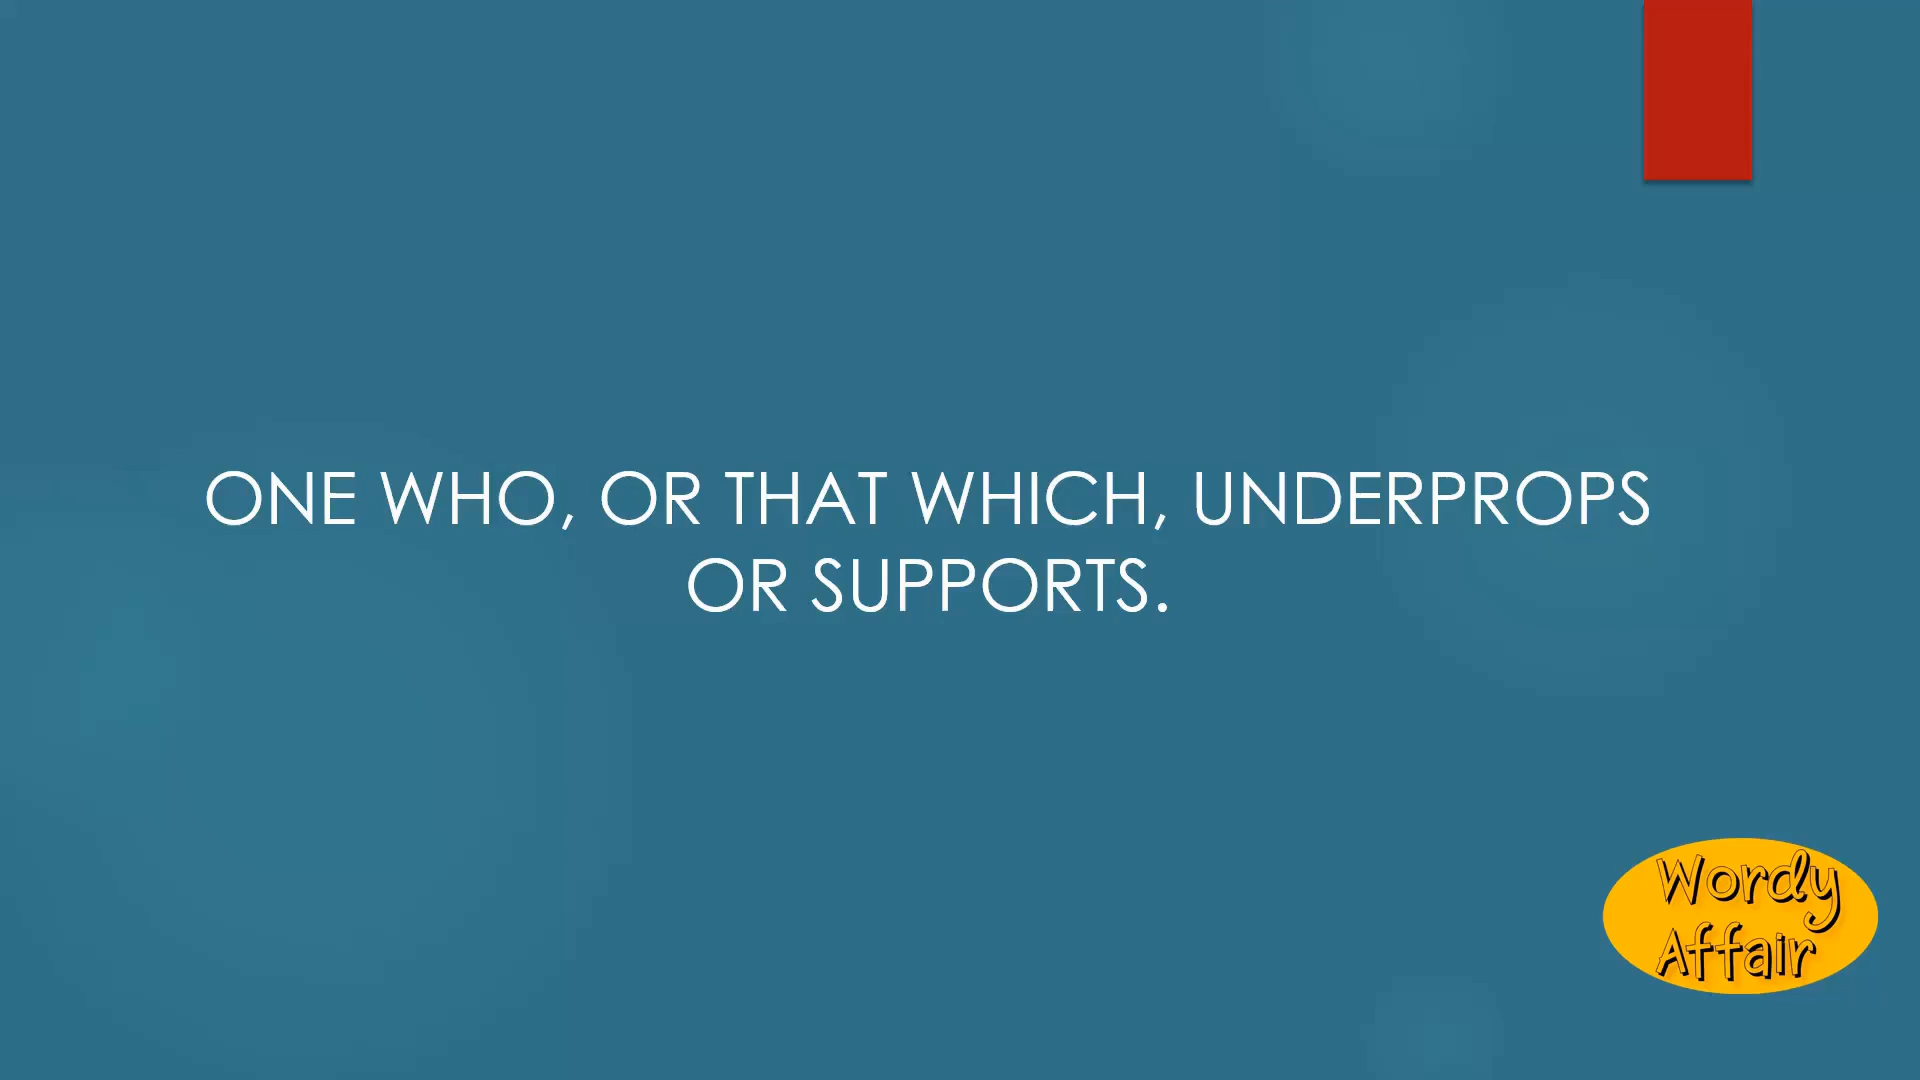 ONE WHO, OR THAT WHICH, UNDERPROPS
OR SUPPORTS.
Wordy
Affair